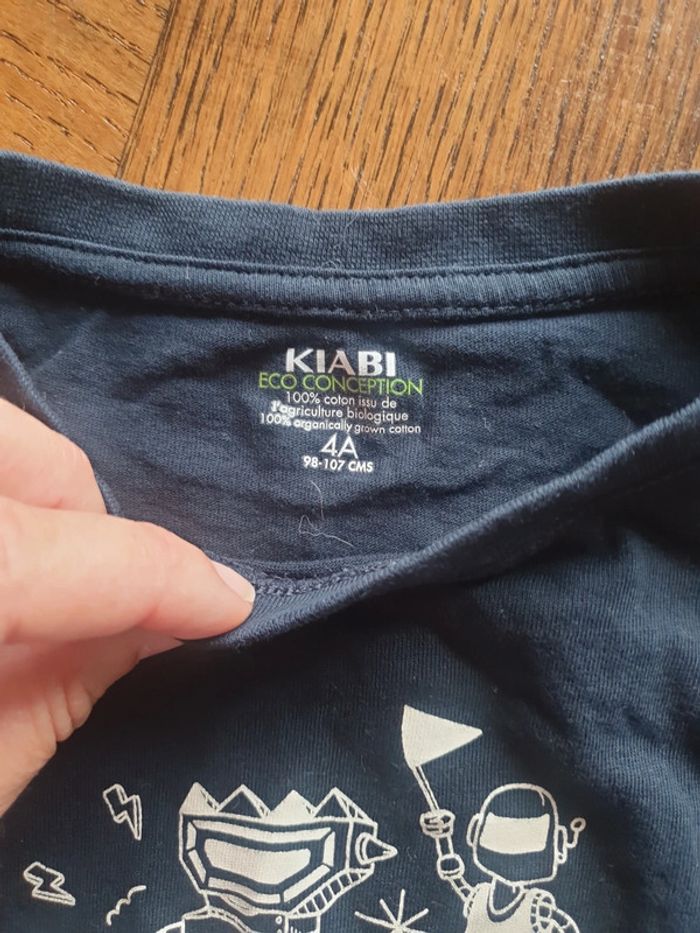 KIABI
ECO CONCEPTION
100% coton issu de
l'agriculture biologique
100% organically grown cotton
4A
98-107 CMS